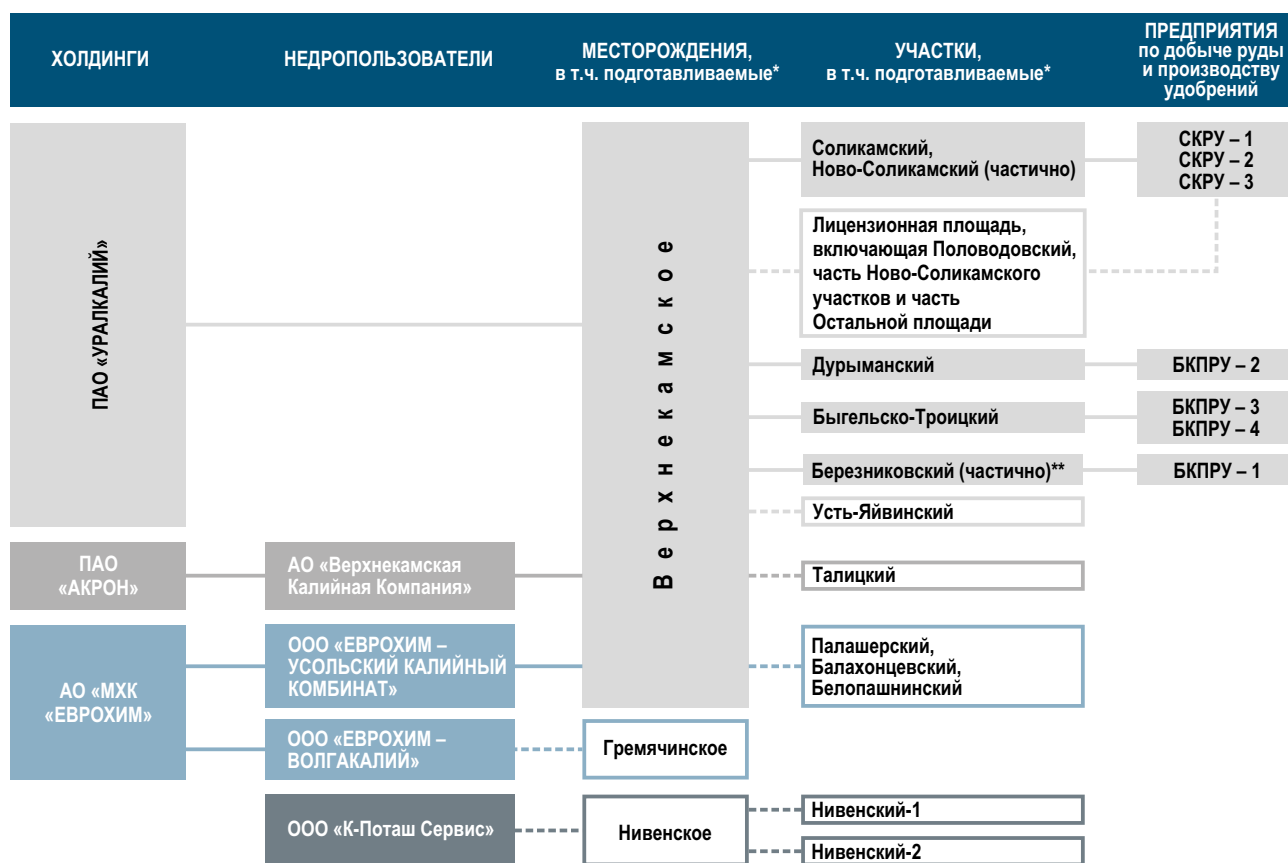 ХОЛДИНГИ
НЕДРОПОЛЬЗОВАТЕЛИ
МЕСТОРОЖДЕНИЯ,
в т.ч. подготавливаемые*
УЧАСТКИ,
в т.ч. подготавливаемые*
ПРЕДПРИЯТИЯ
по добыче руды
и производству
удобрений
ПАО «УРАЛКАЛИЙ»
Верхнекамское
Соликамский,
Ново-Соликамский (частично)
СКРУ – 1
СКРУ – 2
СКРУ – 3
Лицензионная площадь,
включающая Половодовский,
часть Ново-Соликамского
участков и часть
Остальной площади
Дурыманский
БКПРУ – 2
Быгельско-Троицкий
БКПРУ – 3
БКПРУ – 4
Березниковский (частично)**
БКПРУ – 1
Усть-Яйвинский
ПАО
«АКРОН»
АО «Верхнекамская
Калийная Компания»
Талицкий
АО «МХК
«ЕВРОХИМ»
ООО «ЕВРОХИМ –
УСОЛЬСКИЙ КАЛИЙНЫЙ
КОМБИНАТ»
Палашерский,
Балахонцевский,
Белопашнинский
ООО «ЕВРОХИМ –
ВОЛГАКАЛИЙ»
Гремячинское
ООО «К-Поташ Сервис»
Нивенское
Нивенский-1
Нивенский-2